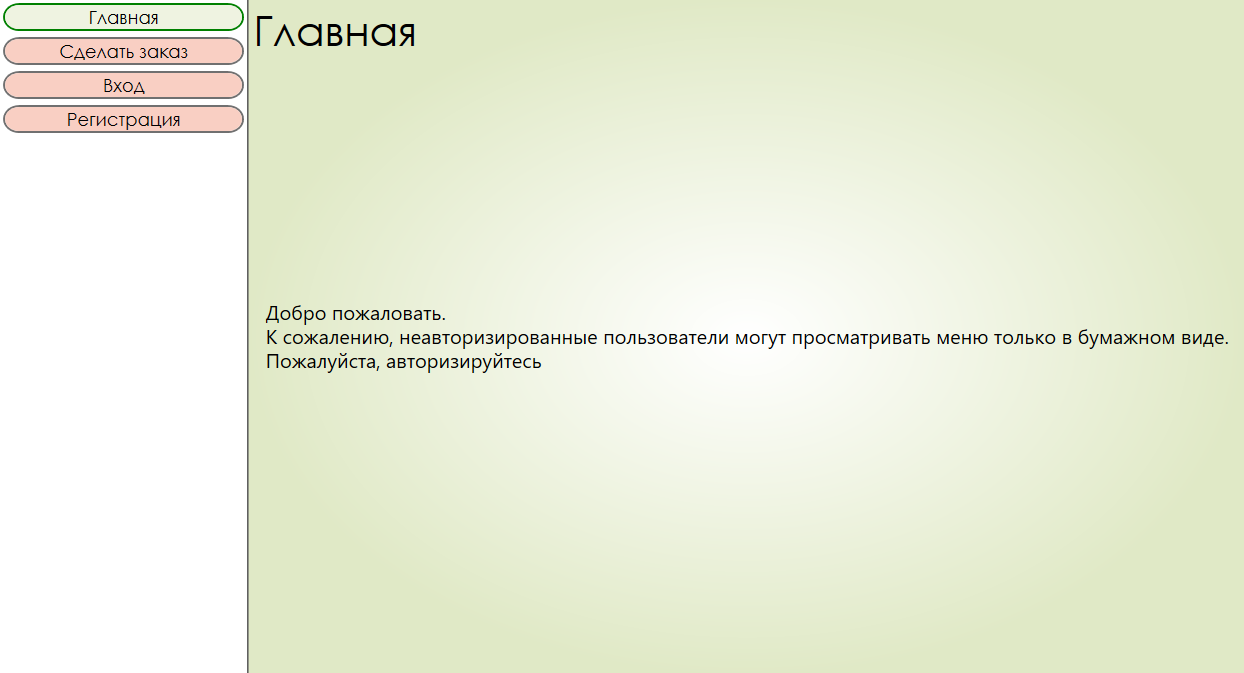 Главная
Сделать заказ
Вход
Регистрация
Главная
Добро пожаловать.
К сожалению, неавторизированные пользователи могут просматривать меню только в бумажном виде.
Пожалуйста, авторизируйтесь